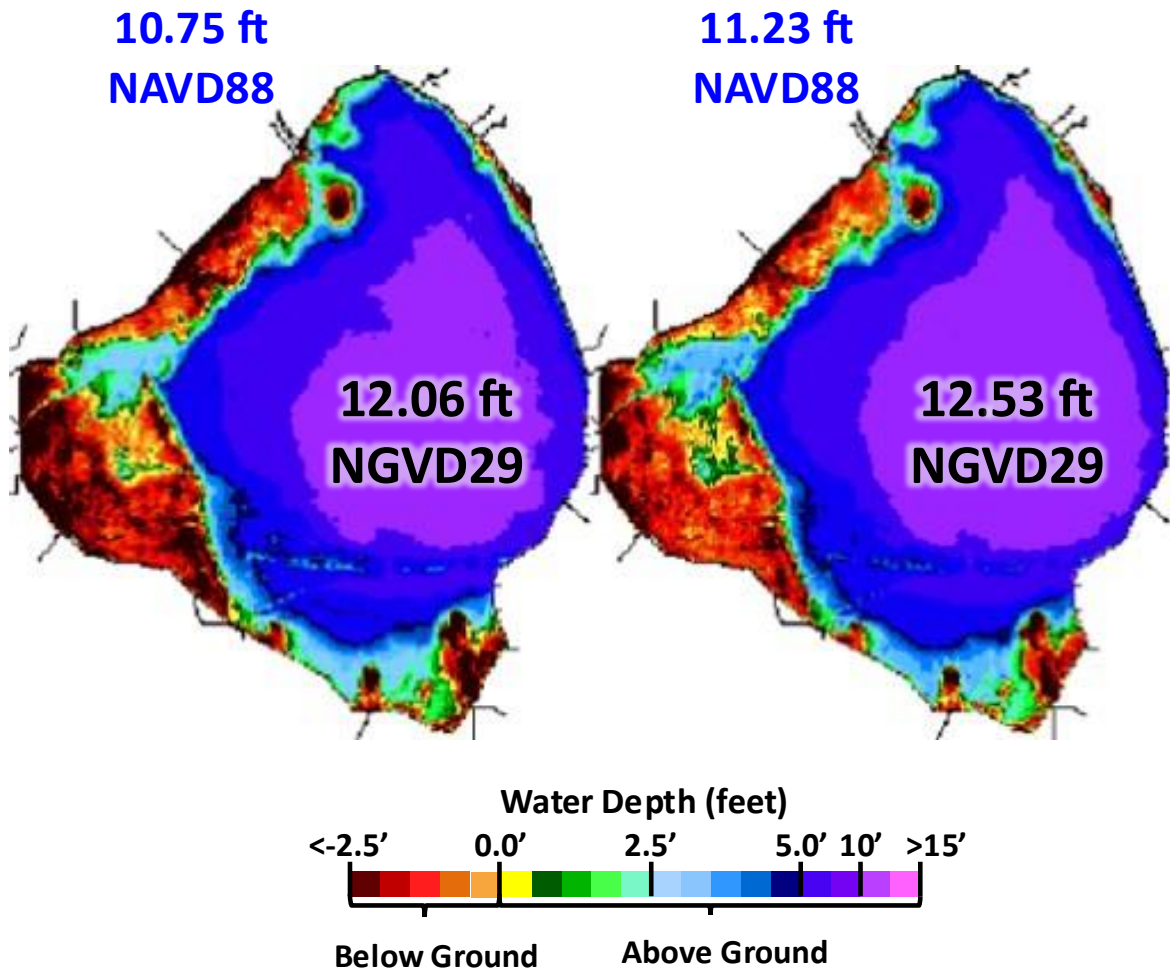 10.75 ft
NAVD88
11.23 ft
NAVD88
12.06 ft
NGVD29
12.53 ft
NGVD29
Water Depth (feet)
<-2.5’ 0.0’ 2.5’ 5.0’ 10’ >15’
Below Ground Above Ground